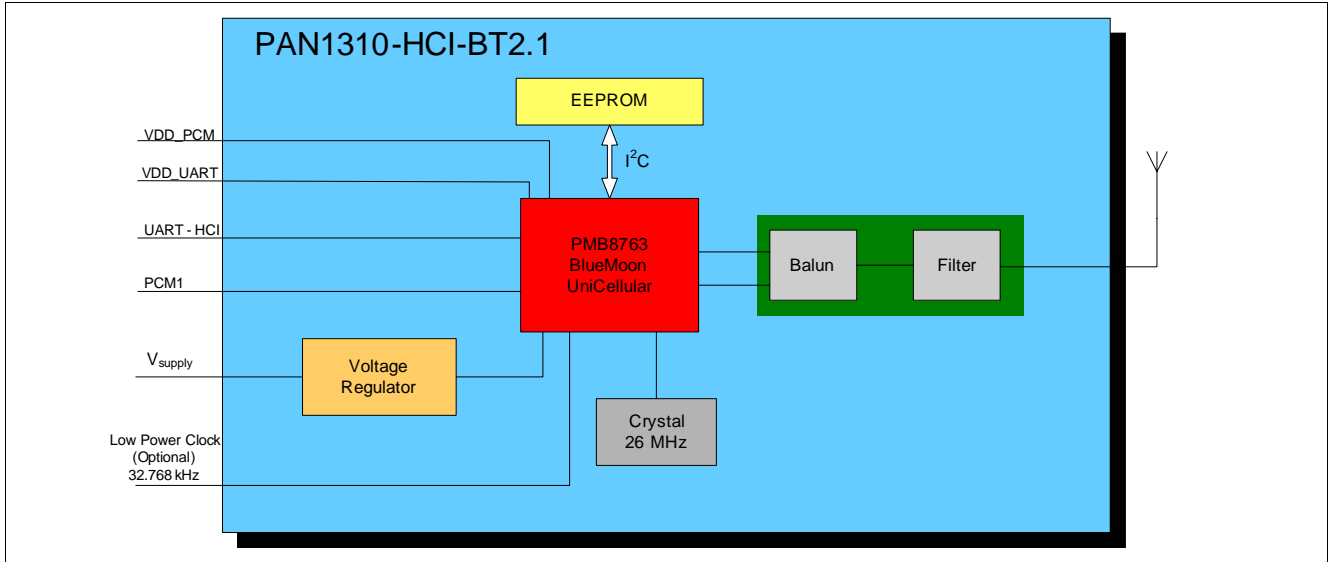 PAN1310-HCI-BT2.1
EEPROM
VDD_PCM
I²C
VDD_UART
UART - HCI
PMB8763
BlueMoon
UniCellular
Balun
Filter
PCM1
Vsupply
Voltage
Regulator
Crystal
26 MHz
Low Power Clock
(Optional)
32.768 kHz